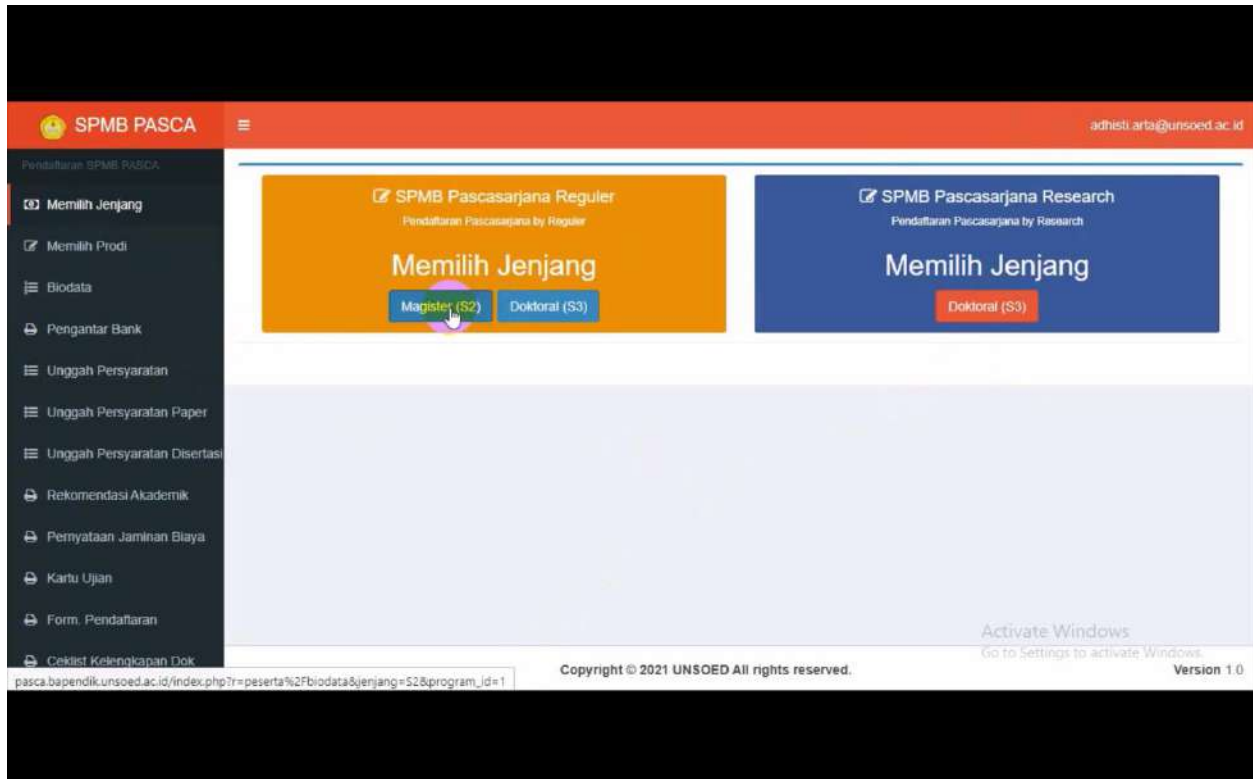 SPMB PASCA
adhisti.arta@unsoed.ac.id
Pendaftaran SPMB PASCA
Memilih Jenjang
Memilih Prodi
Biodata
Pengantar Bank
Unggah Persyaratan
Unggah Persyaratan Paper
Unggah Persyaratan Disertasi
Rekomendasi Akademik
Pernyataan Jaminan Biaya
Kartu Ujian
Form. Pendaftaran
Ceklist Kelengkapan Dok
SPMB Pascasarjana Reguler
Pendaftaran Pascasarjana by Reguler
Memilih Jenjang
Magister (S2) Doktoral (S3)
SPMB Pascasarjana Research
Pendaftaran Pascasarjana by Research
Memilih Jenjang
Doktoral (S3)
Activate Windows
Go to Settings to activate Windows.
Copyright © 2021 UNSOED All rights reserved.
Version 1.0
pasca.bapendik.unsoed.ac.id/index.php?r=peserta%2Fbiodata&jenjang=S2&program_id=1